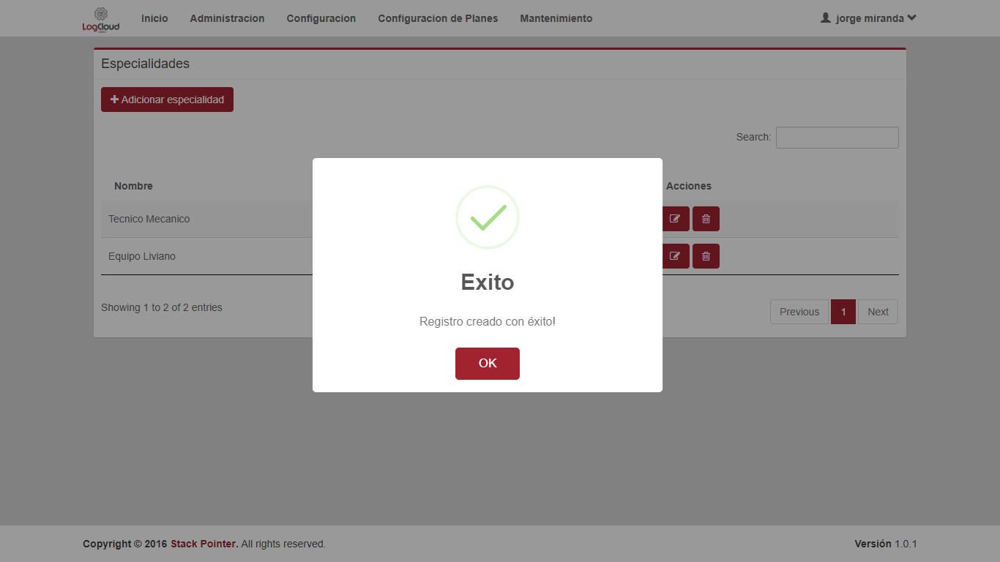 LogCloud
Inicio Administracion Configuracion Configuracion de Planes Mantenimiento jorge miranda
Especialidades
Adicionar especialidad
Search:
Nombre Acciones
Tecnico Mecanico
Equipo Liviano
Showing 1 to 2 of 2 entries
Previous 1 Next
Exito
Registro creado con éxito!
OK
Copyright © 2016 Stack Pointer. All rights reserved.
Versión 1.0.1